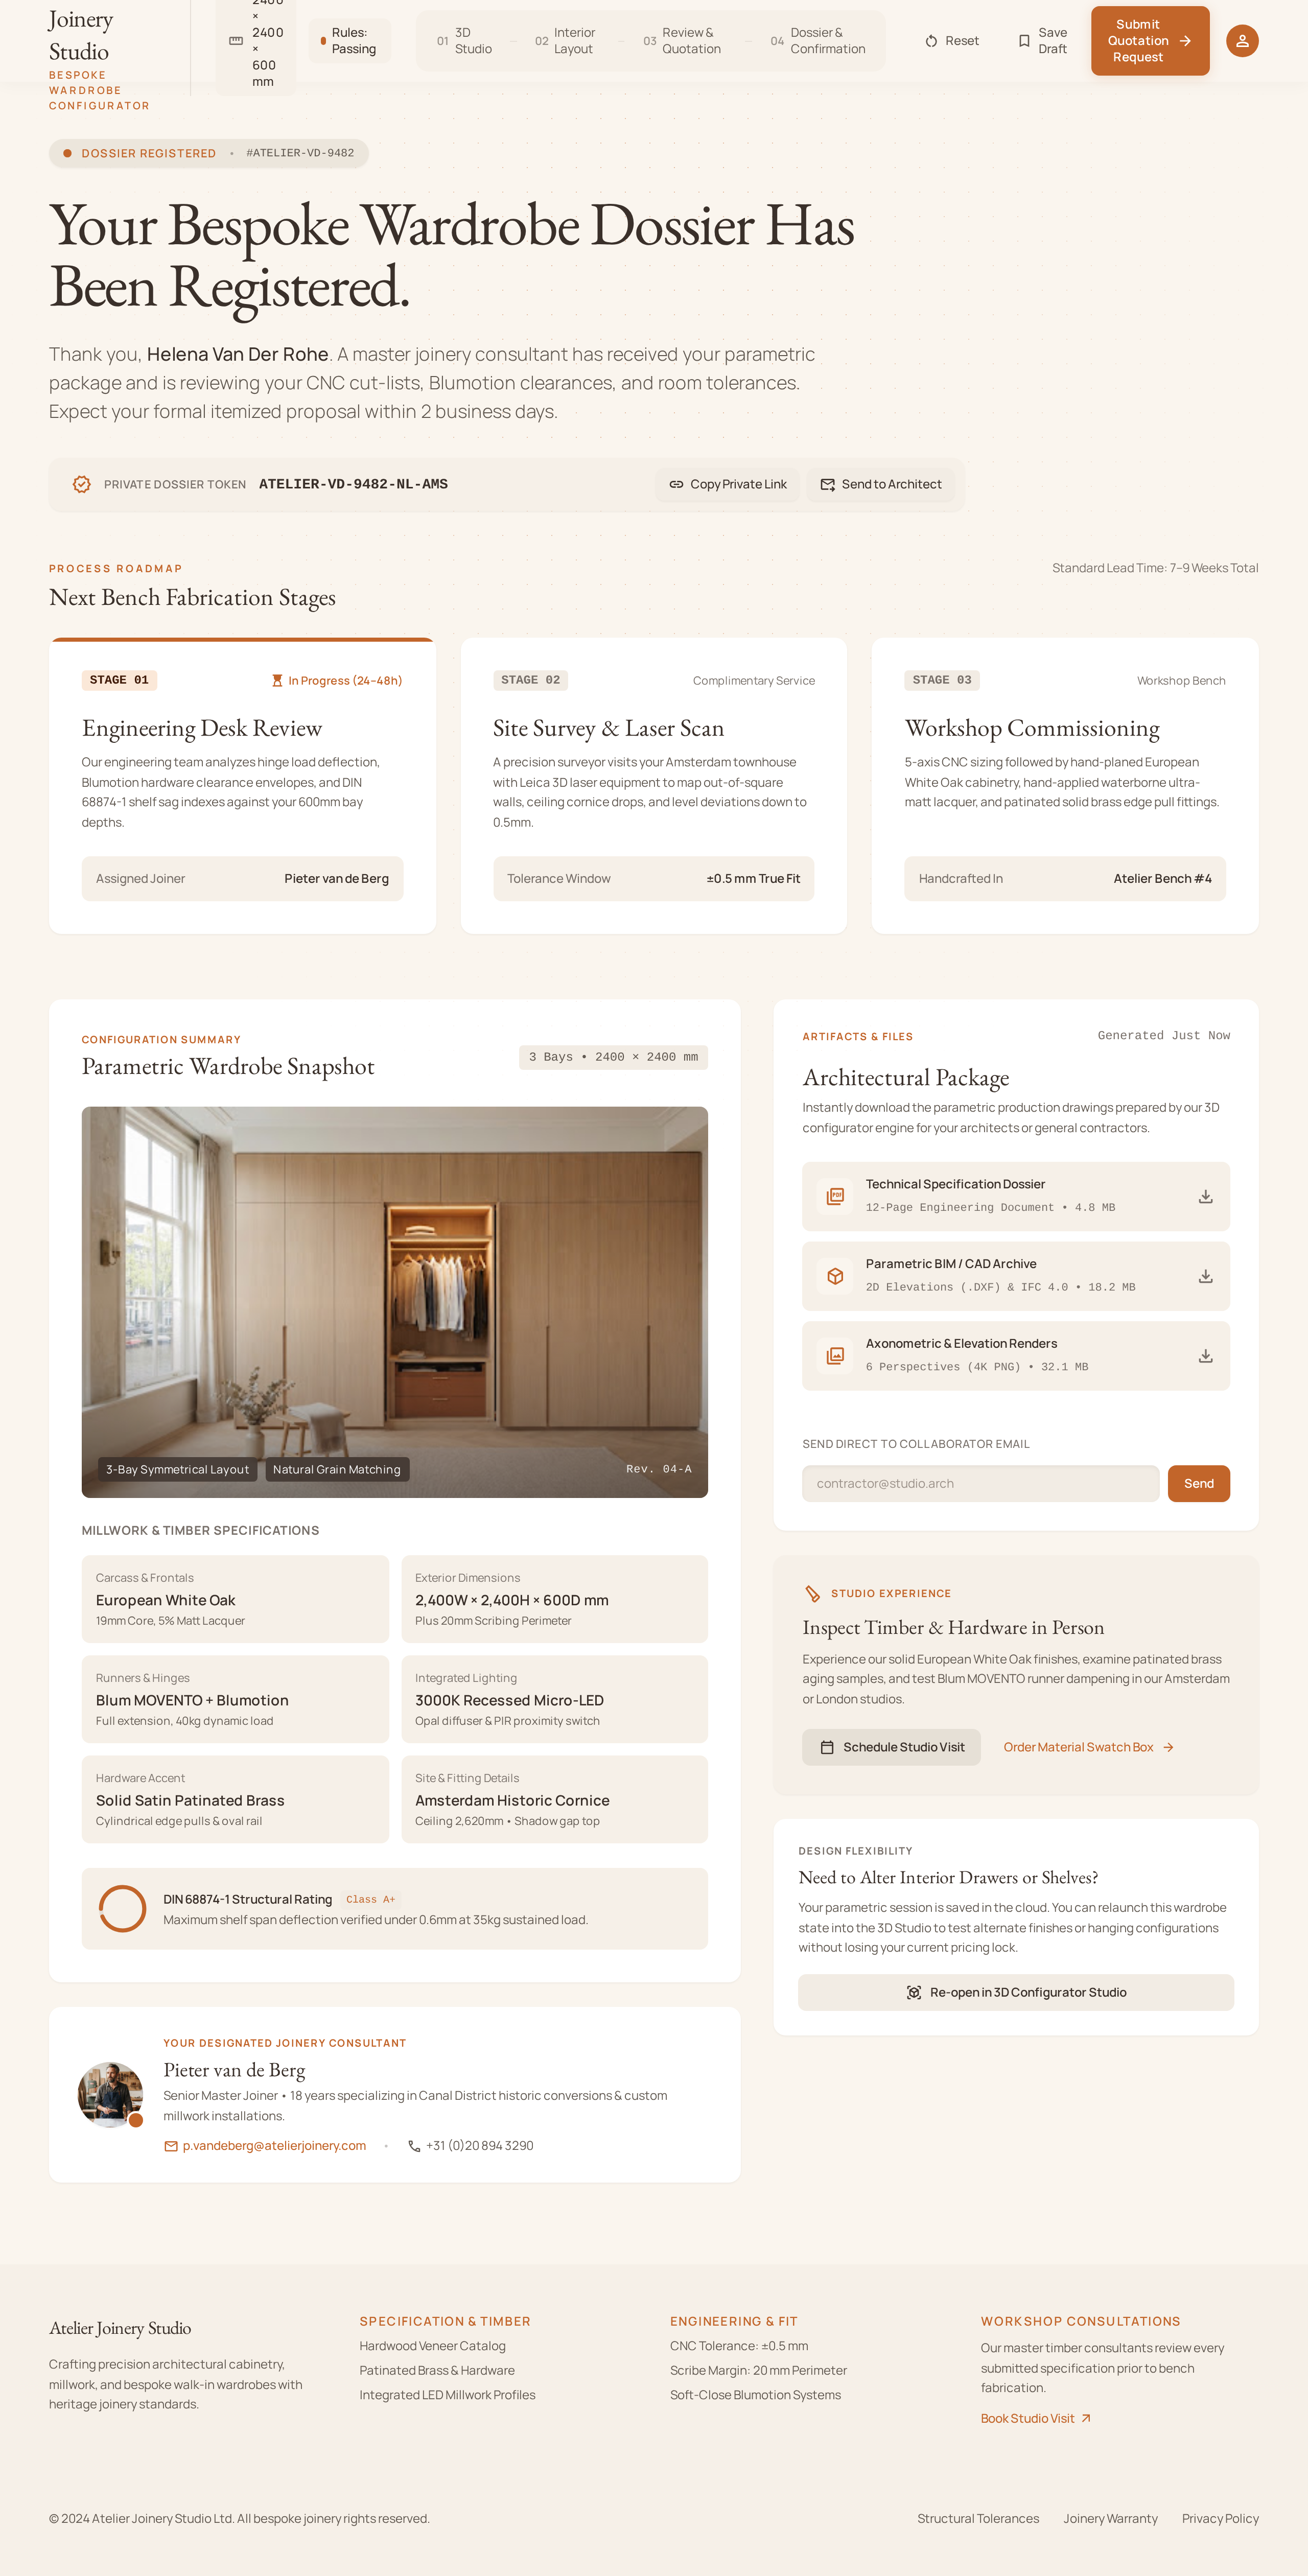 Joinery
Studio
BESPOKE
WARDROBE
CONFIGURATOR
2400
×
2400
×
600
mm
Rules:
Passing
01 3D Studio
02 Interior Layout
03 Review & Quotation
04 Dossier & Confirmation
Reset
Save Draft
Submit
Quotation
Request
DOSSIER REGISTERED • #ATELIER-VD-9482
Your Bespoke Wardrobe Dossier Has
Been Registered.
Thank you, Helena Van Der Rohe. A master joinery consultant has received your parametric
package and is reviewing your CNC cut-lists, Blumotion clearances, and room tolerances.
Expect your formal itemized proposal within 2 business days.
PRIVATE DOSSIER TOKEN ATELIER-VD-9482-NL-AMS
Copy Private Link
Send to Architect
PROCESS ROADMAP
Next Bench Fabrication Stages
Standard Lead Time: 7–9 Weeks Total
STAGE 01
In Progress (24–48h)
Engineering Desk Review
Our engineering team analyzes hinge load deflection,
Blumotion hardware clearance envelopes, and DIN
68874-1 shelf sag indexes against your 600mm bay
depths.
Assigned Joiner
Pieter van de Berg
STAGE 02
Complimentary Service
Site Survey & Laser Scan
A precision surveyor visits your Amsterdam townhouse
with Leica 3D laser equipment to map out-of-square
walls, ceiling cornice drops, and level deviations down to
0.5mm.
Tolerance Window
±0.5 mm True Fit
STAGE 03
Workshop Bench
Workshop Commissioning
5-axis CNC sizing followed by hand-planed European
White Oak cabinetry, hand-applied waterborne ultra-
matt lacquer, and patinated solid brass edge pull fittings.
Handcrafted In
Atelier Bench #4
CONFIGURATION SUMMARY
Parametric Wardrobe Snapshot
3 Bays • 2400 × 2400 mm
3-Bay Symmetrical Layout
Natural Grain Matching
Rev. 04-A
MILLWORK & TIMBER SPECIFICATIONS
Carcass & Frontals
European White Oak
19mm Core, 5% Matt Lacquer
Exterior Dimensions
2,400W × 2,400H × 600D mm
Plus 20mm Scribing Perimeter
Runners & Hinges
Blum MOVENTO + Blumotion
Full extension, 40kg dynamic load
Integrated Lighting
3000K Recessed Micro-LED
Opal diffuser & PIR proximity switch
Hardware Accent
Solid Satin Patinated Brass
Cylindrical edge pulls & oval rail
Site & Fitting Details
Amsterdam Historic Cornice
Ceiling 2,620mm • Shadow gap top
DIN 68874-1 Structural Rating Class A+
Maximum shelf span deflection verified under 0.6mm at 35kg sustained load.
YOUR DESIGNATED JOINERY CONSULTANT
Pieter van de Berg
Senior Master Joiner • 18 years specializing in Canal District historic conversions & custom
millwork installations.
p.vandeberg@atelierjoinery.com • +31 (0)20 894 3290
ARTIFACTS & FILES
Generated Just Now
Architectural Package
Instantly download the parametric production drawings prepared by our 3D
configurator engine for your architects or general contractors.
PDF
Technical Specification Dossier
12-Page Engineering Document • 4.8 MB
Parametric BIM / CAD Archive
2D Elevations (.DXF) & IFC 4.0 • 18.2 MB
Axonometric & Elevation Renders
6 Perspectives (4K PNG) • 32.1 MB
SEND DIRECT TO COLLABORATOR EMAIL
contractor@studio.arch
Send
STUDIO EXPERIENCE
Inspect Timber & Hardware in Person
Experience our solid European White Oak finishes, examine patinated brass
aging samples, and test Blum MOVENTO runner dampening in our Amsterdam
or London studios.
Schedule Studio Visit
Order Material Swatch Box
DESIGN FLEXIBILITY
Need to Alter Interior Drawers or Shelves?
Your parametric session is saved in the cloud. You can relaunch this wardrobe
state into the 3D Studio to test alternate finishes or hanging configurations
without losing your current pricing lock.
Re-open in 3D Configurator Studio
Atelier Joinery Studio
Crafting precision architectural cabinetry,
millwork, and bespoke walk-in wardrobes with
heritage joinery standards.
SPECIFICATION & TIMBER
Hardwood Veneer Catalog
Patinated Brass & Hardware
Integrated LED Millwork Profiles
ENGINEERING & FIT
CNC Tolerance: ±0.5 mm
Scribe Margin: 20 mm Perimeter
Soft-Close Blumotion Systems
WORKSHOP CONSULTATIONS
Our master timber consultants review every
submitted specification prior to bench
fabrication.
Book Studio Visit
© 2024 Atelier Joinery Studio Ltd. All bespoke joinery rights reserved.
Structural Tolerances
Joinery Warranty
Privacy Policy